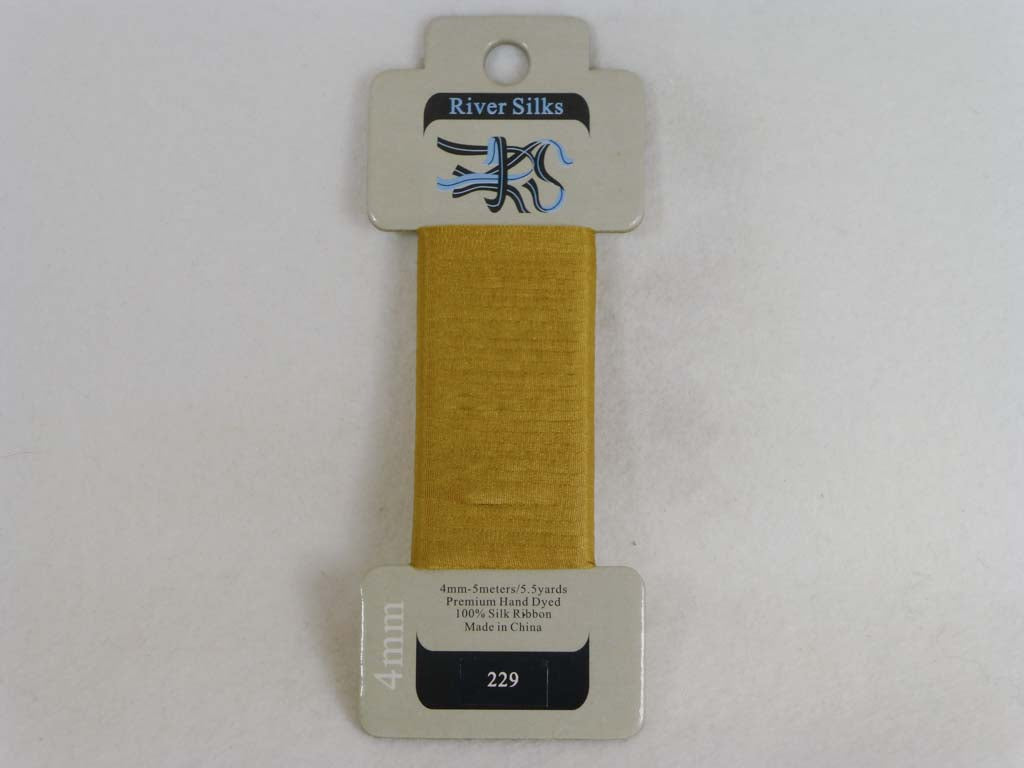 River Silks
4mm-5meters/5.5yards
Premium Hand Dyed
100% Silk Ribbon
Made in China
4mm
229